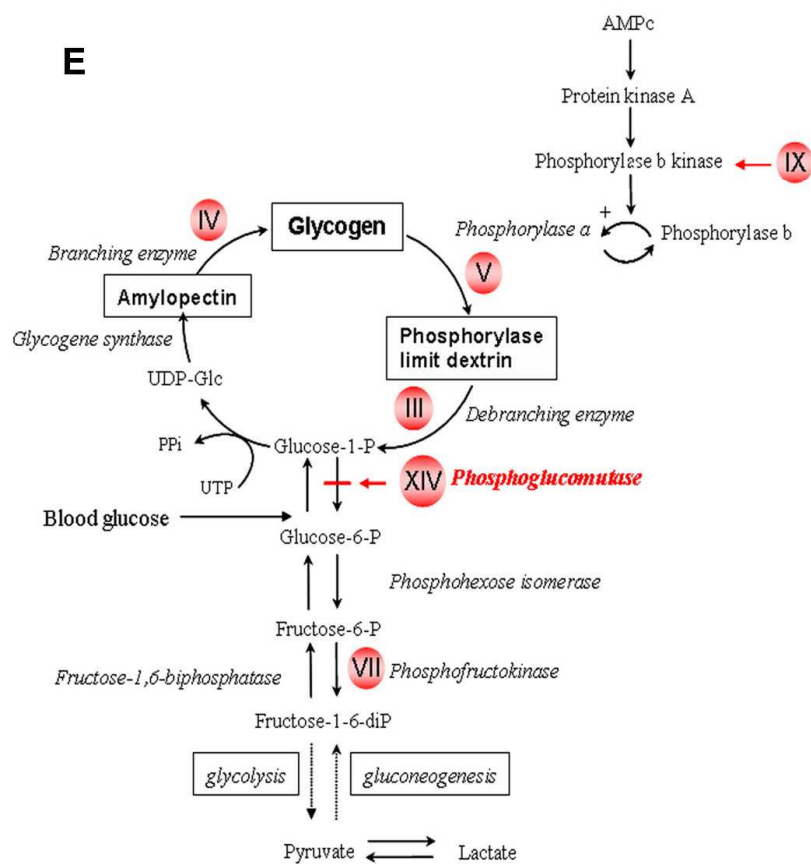 E
AMPc
Protein kinase A
Phosphorylase b kinase
IX
+
Phosphorylase a
Phosphorylase b
IV
Glycogen
Branching enzyme
V
Amylopectin
Glycogene synthase
Phosphorylase
limit dextrin
UDP-Glc
III
Debranching enzyme
PPi
Glucose-1-P
UTP
XIV
Phosphoglucomutase
Blood glucose
Glucose-6-P
Phosphohexose isomerase
Fructose-6-P
Fructose-1,6-biphosphatase
VII
Phosphofructokinase
Fructose-1-6-diP
glycolysis
gluconeogenesis
Pyruvate
Lactate